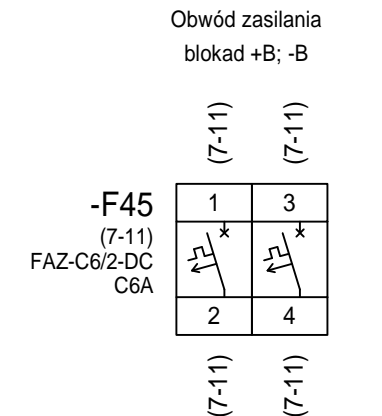 Obwód zasilania
blokad +B; -B
(7-11) (7-11)
-F45
(7-11)
FAZ-C6/2-DC
C6A
1 3
2 4
(7-11) (7-11)